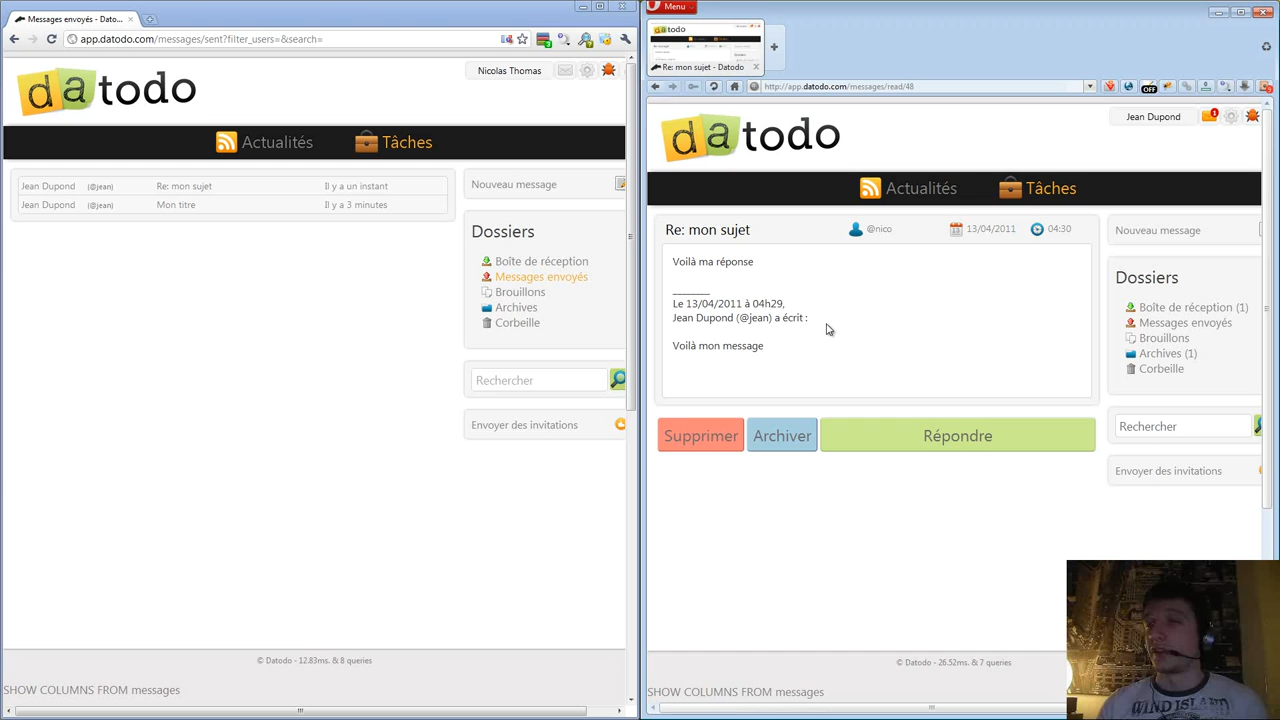 Messages envoyés - Dato...
app.datodo.com/messages/sent?filter_users=&search=
datodo
Nicolas Thomas
Actualités
Tâches
Jean Dupond (@jean) Re: mon sujet Il y a un instant
Jean Dupond (@jean) Mon titre Il y a 3 minutes
Nouveau message
Dossiers
Boîte de réception
Messages envoyés
Brouillons
Archives
Corbeille
Rechercher
Envoyer des invitations
© Datodo - 12.83ms. & 8 queries
SHOW COLUMNS FROM messages
Menu
datodo
Re: mon sujet - Datodo
http://app.datodo.com/messages/read/48
OFF
datodo
Jean Dupond
1
Actualités
Tâches
Re: mon sujet
@nico
13/04/2011
04:30
Voilà ma réponse
________
Le 13/04/2011 à 04h29,
Jean Dupond (@jean) a écrit :
Voilà mon message
Supprimer
Archiver
Répondre
Nouveau message
Dossiers
Boîte de réception (1)
Messages envoyés
Brouillons
Archives (1)
Corbeille
Rechercher
Envoyer des invitations
© Datodo - 26.52ms. & 7 queries
SHOW COLUMNS FROM messages
WIND ISLAND